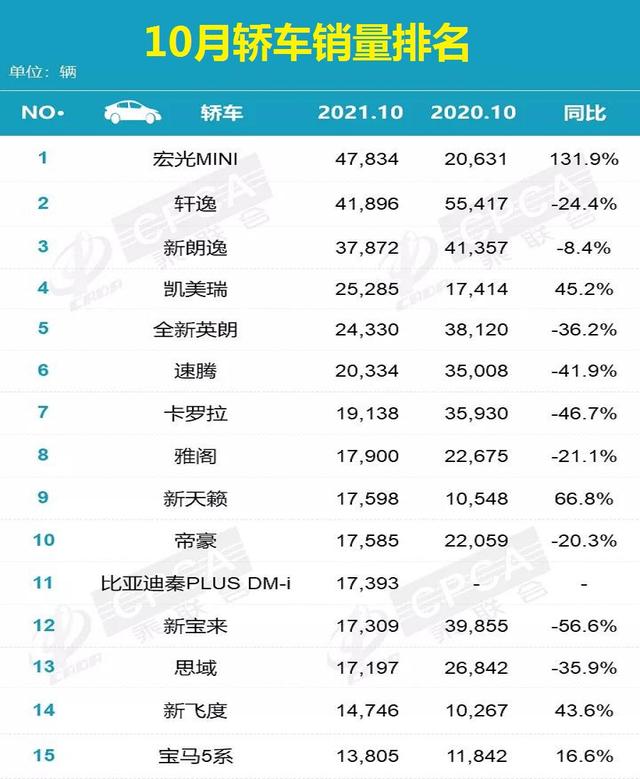 10月轿车销量排名
单位：辆
NO• 轿车 2021.10 2020.10 同比
1 宏光MINI 47,834 20,631 131.9%
2 轩逸 41,896 55,417 -24.4%
3 新朗逸 37,872 41,357 -8.4%
4 凯美瑞 25,285 17,414 45.2%
5 全新英朗 24,330 38,120 -36.2%
6 速腾 20,334 35,008 -41.9%
7 卡罗拉 19,138 35,930 -46.7%
8 雅阁 17,900 22,675 -21.1%
9 新天籁 17,598 10,548 66.8%
10 帝豪 17,585 22,059 -20.3%
11 比亚迪秦PLUS DM-i 17,393 - -
12 新宝来 17,309 39,855 -56.6%
13 思域 17,197 26,842 -35.9%
14 新飞度 14,746 10,267 43.6%
15 宝马5系 13,805 11,842 16.6%
CPCA
乘联会
CPCA
乘联会
CPCA
乘联会
CPCA
乘联会